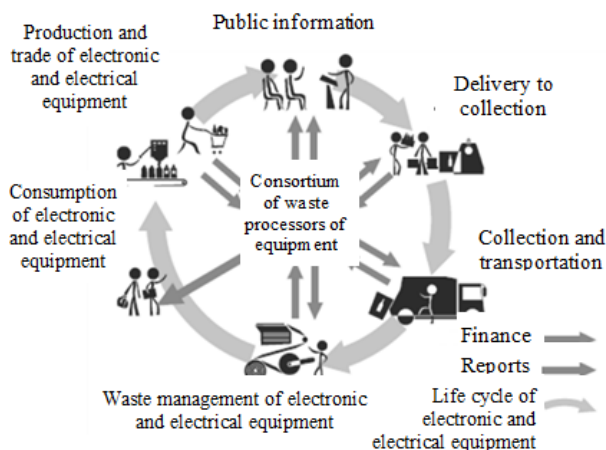 Public information
Production and
trade of electronic
and electrical
equipment
Delivery to
collection
Consortium
of waste
processors of
equipment
Consumption
of electronic
and electrical
equipment
Collection and
transportation
Finance
Reports
Life cycle of
electronic and
electrical equipment
Waste management of electronic
and electrical equipment